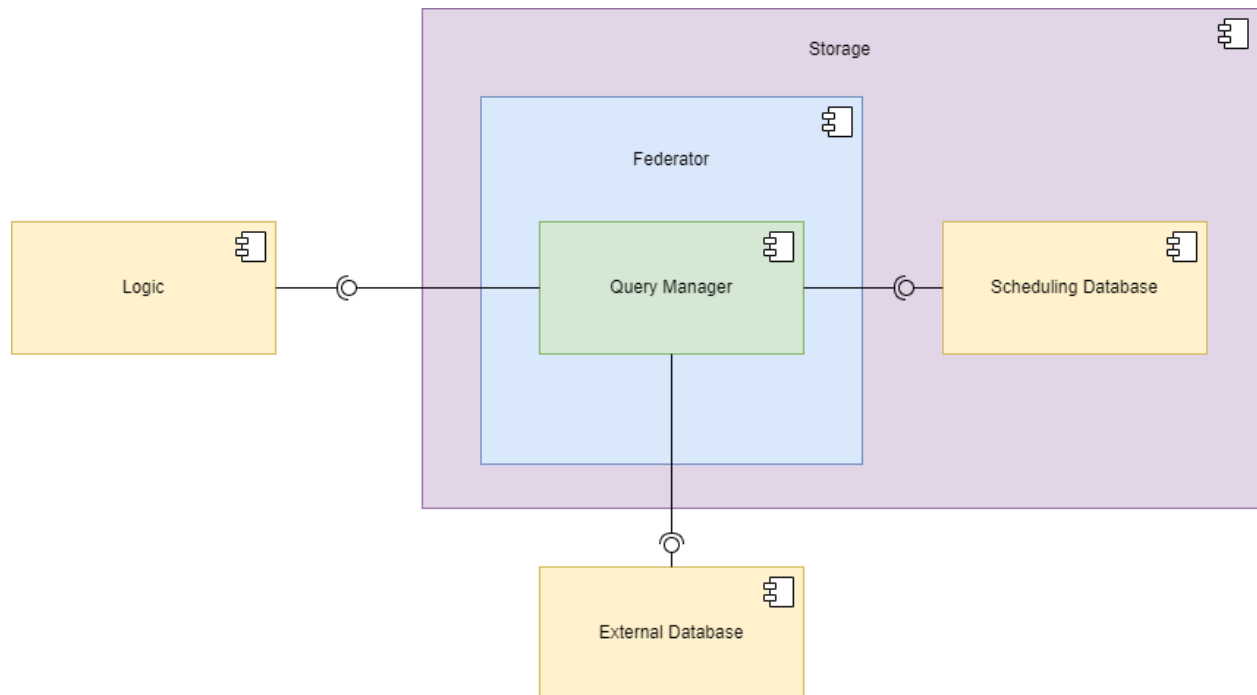 Storage
Federator
Logic
Query Manager
Scheduling Database
External Database